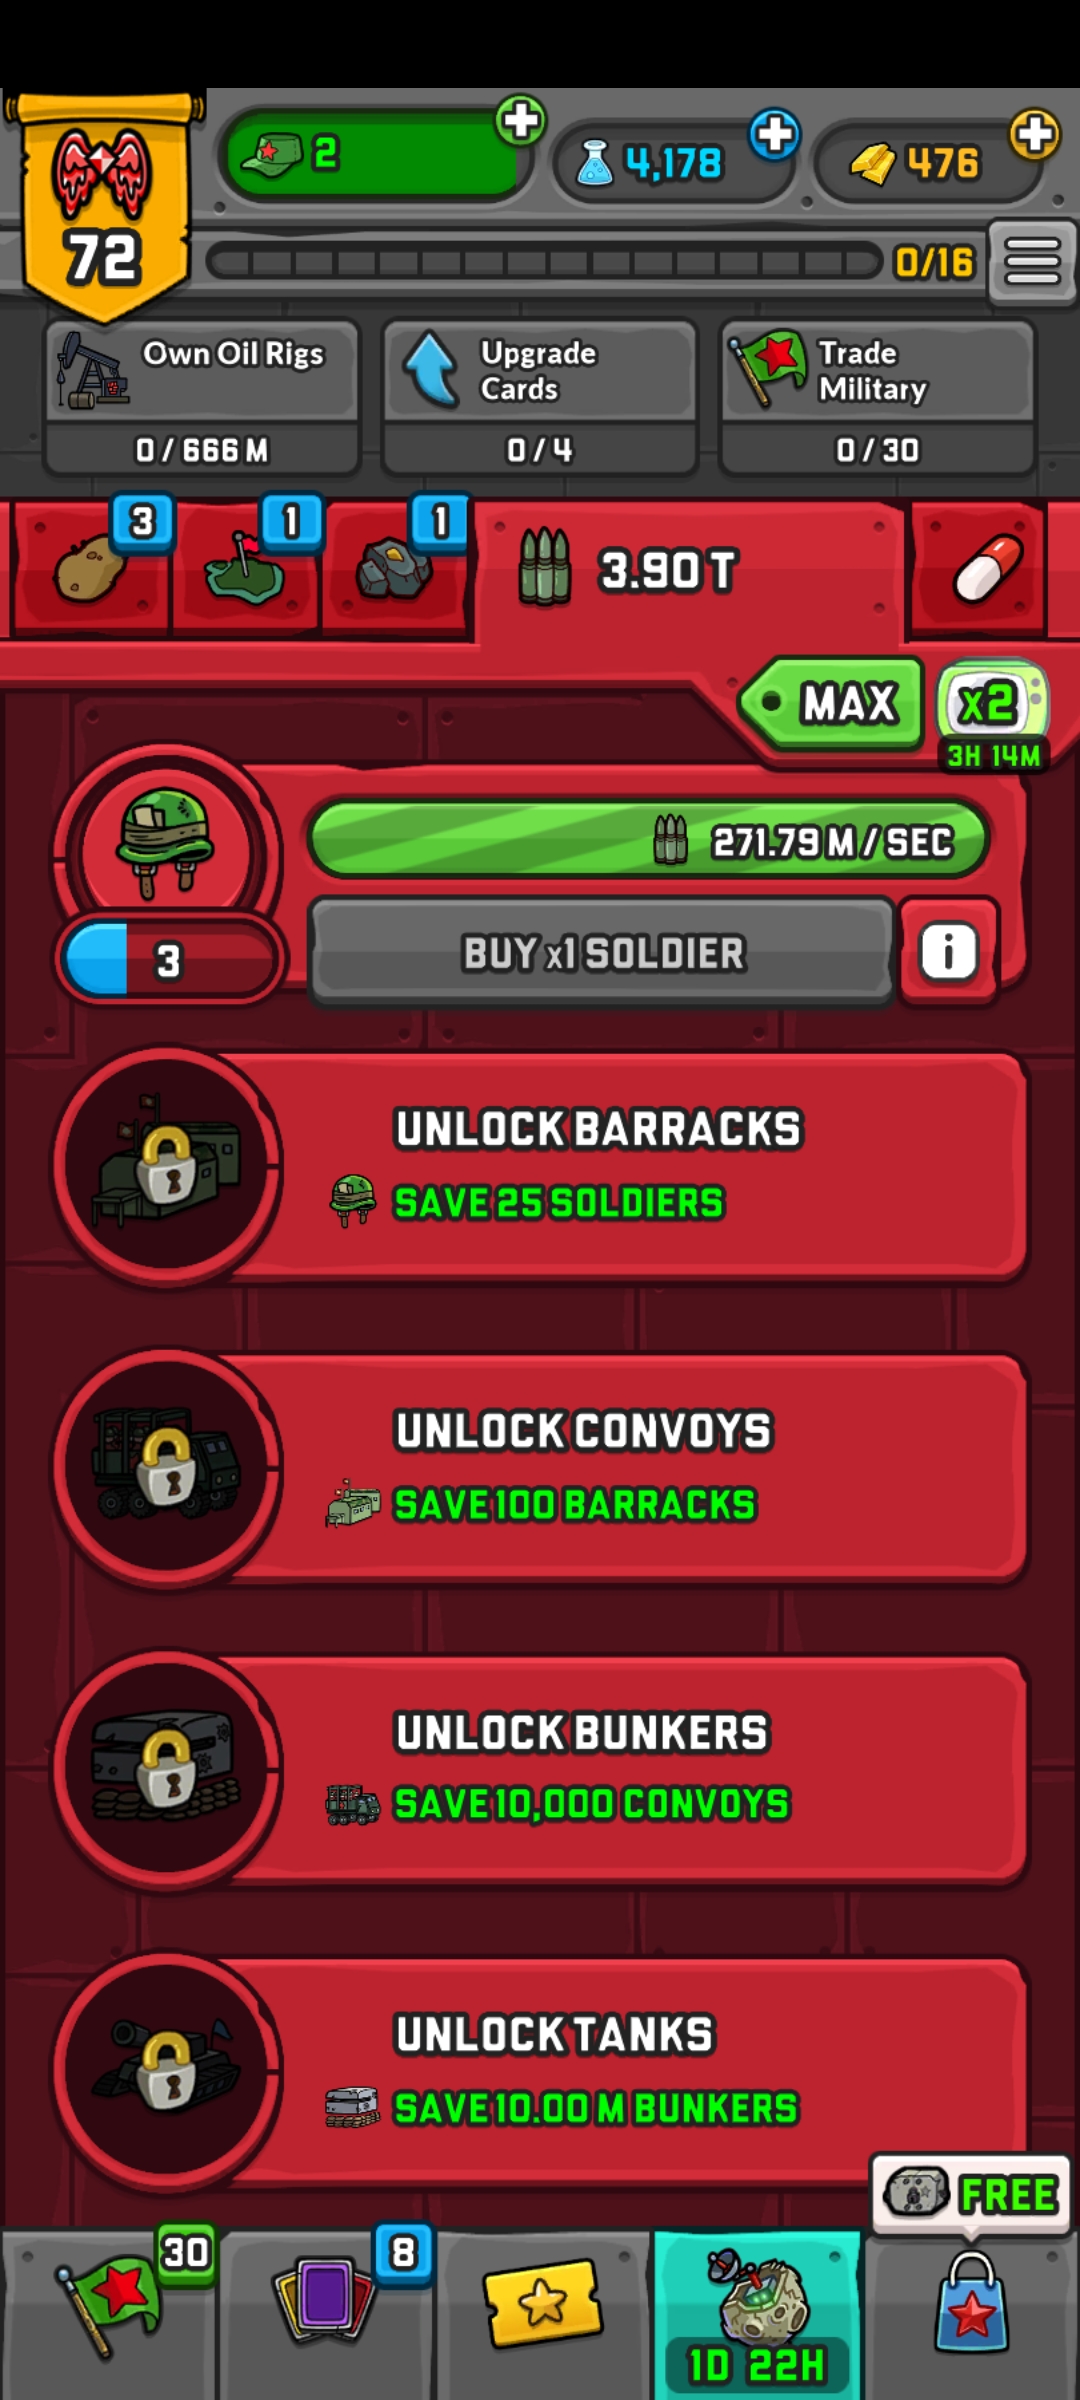 2
4,178
476
72
0/16
Own Oil Rigs
0 / 666 M
Upgrade
Cards
0 / 4
Trade
Military
0 / 30
3
1
1
3.90 T
MAX
x2
3H 14M
271.79 M / SEC
3
BUY x1 SOLDIER
i
UNLOCK BARRACKS
SAVE 25 SOLDIERS
UNLOCK CONVOYS
SAVE 100 BARRACKS
UNLOCK BUNKERS
SAVE 10,000 CONVOYS
UNLOCK TANKS
SAVE 10.00 M BUNKERS
FREE
30
8
1D 22H